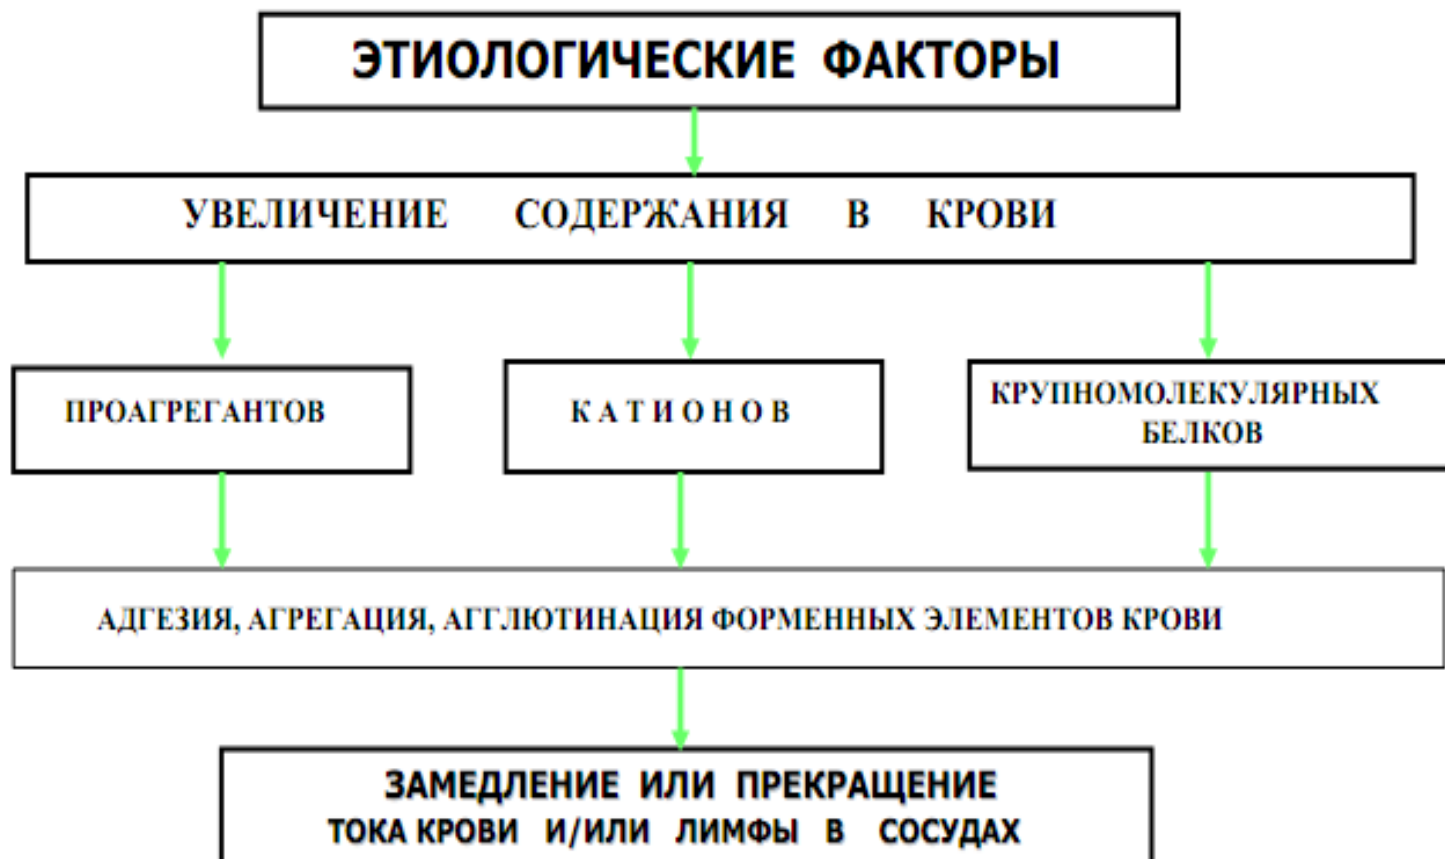 ЭТИОЛОГИЧЕСКИЕ ФАКТОРЫ
УВЕЛИЧЕНИЕ СОДЕРЖАНИЯ В КРОВИ
ПРОАГРЕГАНТОВ
КАТИОНОВ
КРУПНОМОЛЕКУЛЯРНЫХ
БЕЛКОВ
АДГЕЗИЯ, АГРЕГАЦИЯ, АГГЛЮТИНАЦИЯ ФОРМЕННЫХ ЭЛЕМЕНТОВ КРОВИ
ЗАМЕДЛЕНИЕ ИЛИ ПРЕКРАЩЕНИЕ
ТОКА КРОВИ И/ИЛИ ЛИМФЫ В СОСУДАХ